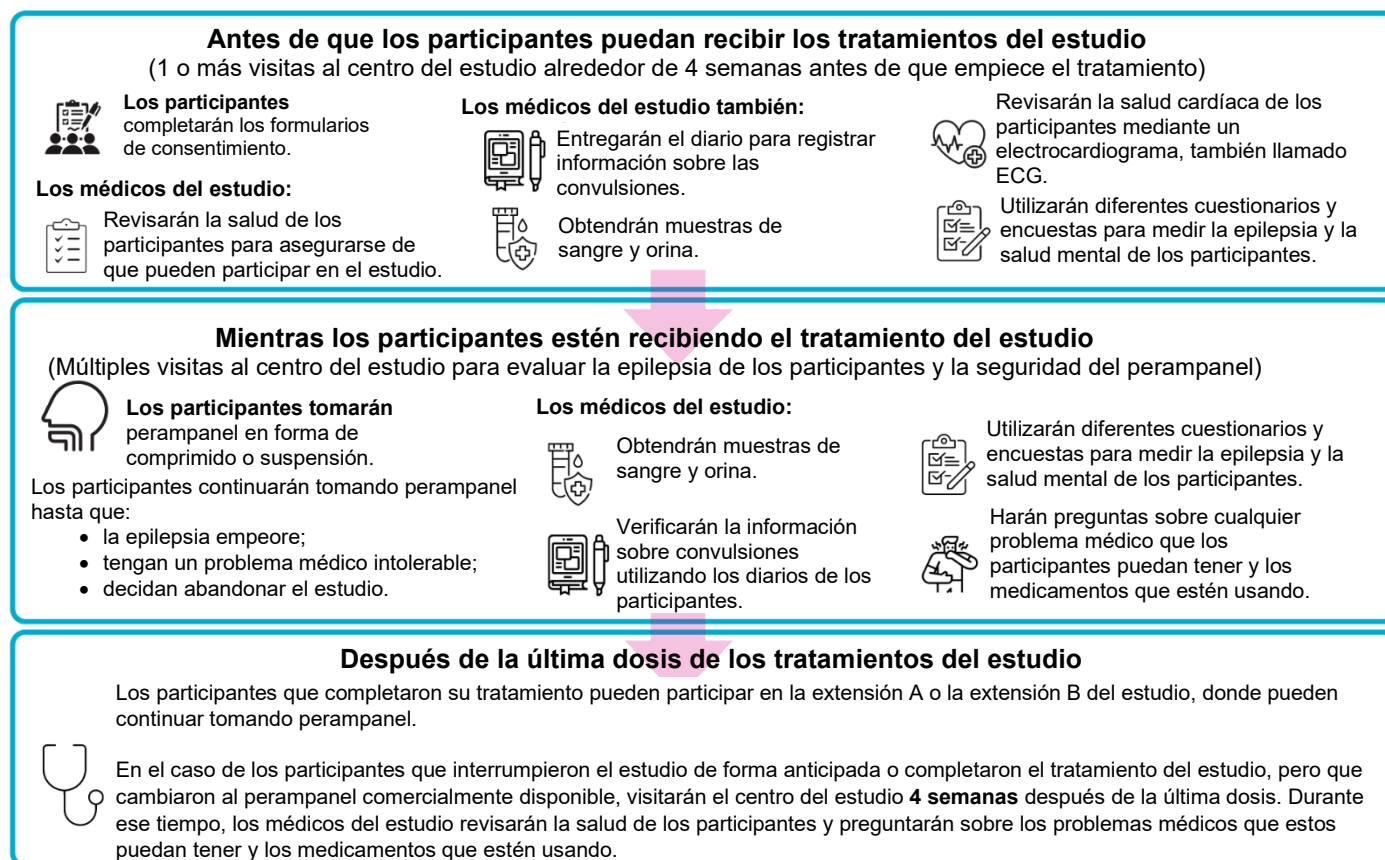 Antes de que los participantes puedan recibir los tratamientos del estudio
(1 o más visitas al centro del estudio alrededor de 4 semanas antes de que empiece el tratamiento)
Los participantes
completarán los formularios
de consentimiento.
Los médicos del estudio:
Revisarán la salud de los
participantes para asegurarse de
que pueden participar en el estudio.
Los médicos del estudio también:
Entregarán el diario para registrar
información sobre las
convulsiones.
Obtendrán muestras de
sangre y orina.
Revisarán la salud cardíaca de los
participantes mediante un
electrocardiograma, también llamado
ECG.
Utilizarán diferentes cuestionarios y
encuestas para medir la epilepsia y la
salud mental de los participantes.
Mientras los participantes estén recibiendo el tratamiento del estudio
(Múltiples visitas al centro del estudio para evaluar la epilepsia de los participantes y la seguridad del perampanel)
Los participantes tomarán
perampanel en forma de
comprimido o suspensión.
Los participantes continuarán tomando perampanel
hasta que:
• la epilepsia empeore;
• tengan un problema médico intolerable;
• decidan abandonar el estudio.
Los médicos del estudio:
Obtendrán muestras de
sangre y orina.
Verificarán la información
sobre convulsiones
utilizando los diarios de los
participantes.
Utilizarán diferentes cuestionarios y
encuestas para medir la epilepsia y la
salud mental de los participantes.
Harán preguntas sobre cualquier
problema médico que los
participantes puedan tener y los
medicamentos que estén usando.
Después de la última dosis de los tratamientos del estudio
Los participantes que completaron su tratamiento pueden participar en la extensión A o la extensión B del estudio, donde pueden
continuar tomando perampanel.
En el caso de los participantes que interrumpieron el estudio de forma anticipada o completaron el tratamiento del estudio, pero que
cambiaron al perampanel comercialmente disponible, visitarán el centro del estudio 4 semanas después de la última dosis. Durante
ese tiempo, los médicos del estudio revisarán la salud de los participantes y preguntarán sobre los problemas médicos que estos
puedan tener y los medicamentos que estén usando.